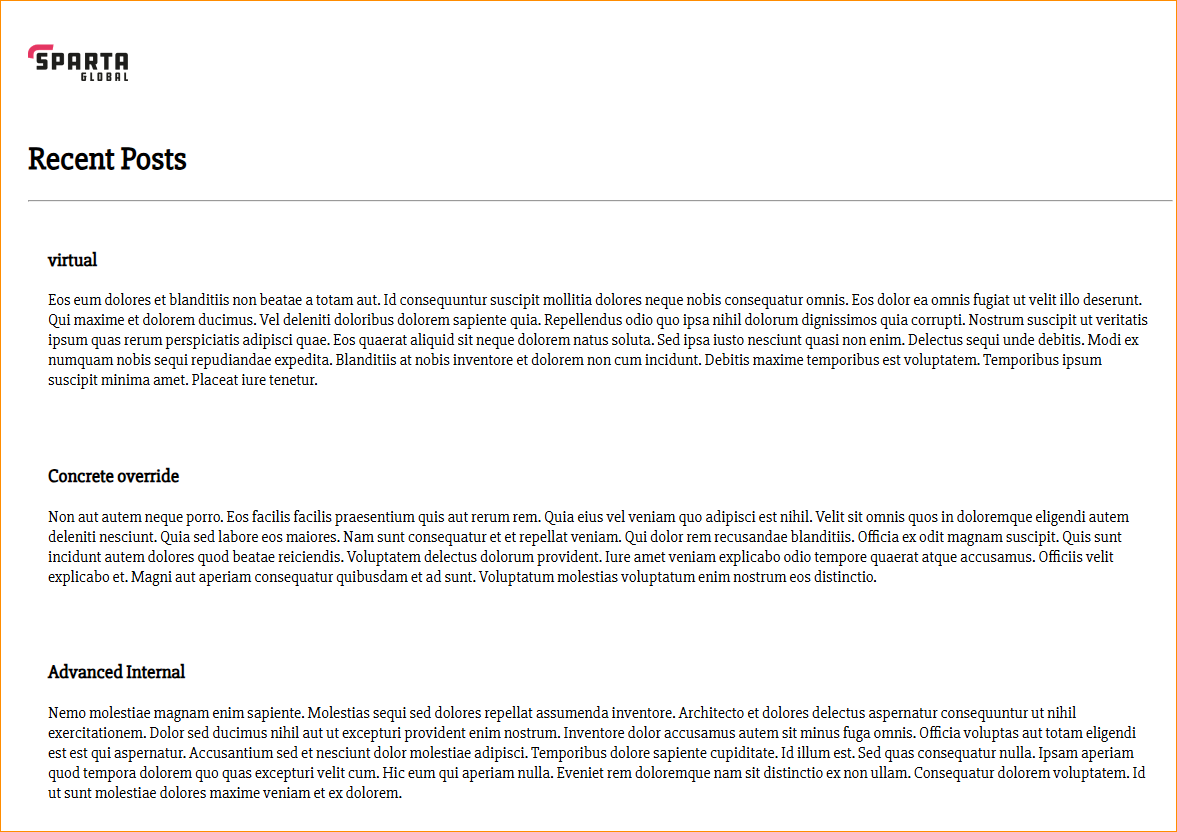 SPARTA
GLOBAL
Recent Posts
virtual
Eos eum dolores et blanditiis non beatae a totam aut. Id consequuntur suscipit mollitia dolores neque nobis consequatur omnis. Eos dolor ea omnis fugiat ut velit illo deserunt.
Qui maxime et dolorem ducimus. Vel deleniti doloribus dolorem sapiente quia. Repellendus odio quo ipsa nihil dolorum dignissimos quia corrupti. Nostrum suscipit ut veritatis
ipsum quas rerum perspiciatis adipisci quae. Eos quaerat aliquid sit neque dolorem natus soluta. Sed ipsa iusto nesciunt quasi non enim. Delectus sequi unde debitis. Modi ex
numquam nobis sequi repudiandae expedita. Blanditiis at nobis inventore et dolorem non cum incidunt. Debitis maxime temporibus est voluptatem. Temporibus ipsum
suscipit minima amet. Placeat iure tenetur.
Concrete override
Non aut autem neque porro. Eos facilis facilis praesentium quis aut rerum rem. Quia eius vel veniam quo adipisci est nihil. Velit sit omnis quos in doloremque eligendi autem
deleniti nesciunt. Quia sed labore eos maiores. Nam sunt consequatur et et repellat veniam. Qui dolor rem recusandae blanditiis. Officia ex odit magnam suscipit. Quis sunt
incidunt autem dolores quod beatae reiciendis. Voluptatem delectus dolorum provident. Iure amet veniam explicabo odio tempore quaerat atque accusamus. Officiis velit
explicabo et. Magni aut aperiam consequatur quibusdam et ad sunt. Voluptatum molestias voluptatum enim nostrum eos distinctio.
Advanced Internal
Nemo molestiae magnam enim sapiente. Molestias sequi sed dolores repellat assumenda inventore. Architecto et dolores delectus aspernatur consequuntur ut nihil
exercitationem. Dolor sed ducimus nihil aut ut excepturi provident enim nostrum. Inventore dolor accusamus autem sit minus fuga omnis. Officia voluptas aut totam eligendi
est est qui aspernatur. Accusantium sed et nesciunt dolor molestiae adipisci. Temporibus dolore sapiente cupiditate. Id illum est. Sed quas consequatur nulla. Ipsam aperiam
quod tempora dolorem quo quas excepturi velit cum. Hic eum qui aperiam nulla. Eveniet rem doloremque nam sit distinctio ex non ullam. Consequatur dolorem voluptatem. Id
ut sunt molestiae dolores maxime veniam et ex dolorem.